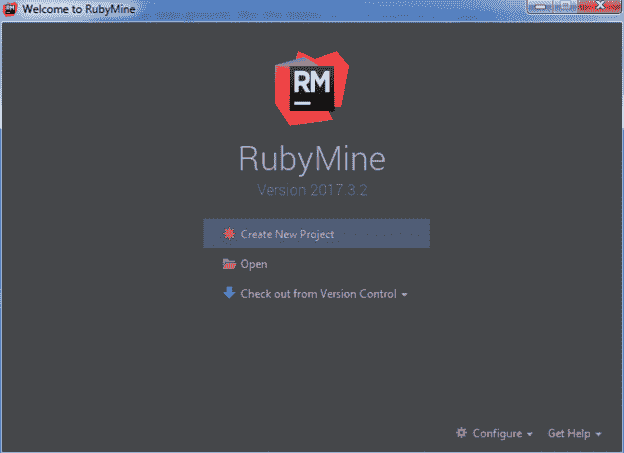 RM Welcome to RubyMine
RM
RubyMine
Version 2017.3.2
Create New Project
Open
Check out from Version Control
Configure Get Help